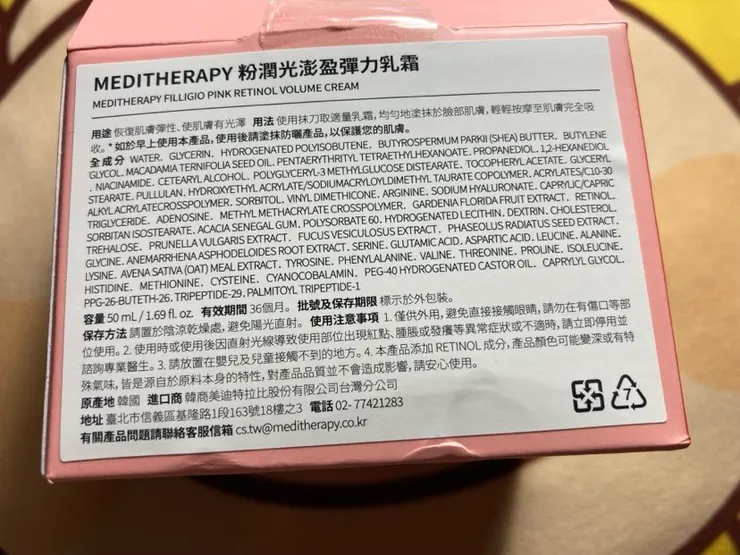 MEDITHERAPY 粉潤光澎盈彈力乳霜
MEDITHERAPY FILLIGIO PINK RETINOL VOLUME CREAM
用途 恢復肌膚彈性、使肌膚有光澤 用法 使用抹刀取適量乳霜, 均勻地塗抹於臉部肌膚, 輕輕按摩至肌膚完全吸
收。*如於早上使用本產品, 使用後請塗抹防曬產品, 以保護您的肌膚。
全成分 WATER. GLYCERIN. HYDROGENATED POLYISOBUTENE. BUTYROSPERMUM PARKII (SHEA) BUTTER. BUTYLENE
GLYCOL. MACADAMIA TERNIFOLIA SEED OIL. PENTAERYTHRITYL TETRAETHYLHEXANOATE. PROPANEDIOL. 1,2-HEXANEDIOL
. NIACINAMIDE. CETEARYL ALCOHOL. POLYGLYCERYL-3 METHYLGLUCOSE DISTEARATE. TOCOPHERYL ACETATE. GLYCERYL
STEARATE. PULLULAN. HYDROXYETHYL ACRYLATE/SODIUMACRYLOYLDIMETHYL TAURATE COPOLYMER. ACRYLATES/C10-30
ALKYL ACRYLATECROSSPOLYMER. SORBITOL. VINYL DIMETHICONE. ARGININE. SODIUM HYALURONATE. CAPRYLIC/CAPRIC
TRIGLYCERIDE. ADENOSINE. METHYL METHACRYLATE CROSSPOLYMER. GARDENIA FLORIDA FRUIT EXTRACT. RETINOL.
SORBITAN ISOSTEARATE. ACACIA SENEGAL GUM. POLYSORBATE 60. HYDROGENATED LECITHIN. DEXTRIN. CHOLESTEROL.
TREHALOSE. PRUNELLA VULGARIS EXTRACT. FUCUS VESICULOSUS EXTRACT. PHASEOLUS RADIATUS SEED EXTRACT.
GLYCINE. ANEMARRHENA ASPHODELOIDES ROOT EXTRACT. SERINE. GLUTAMIC ACID. ASPARTIC ACID. LEUCINE. ALANINE.
LYSINE. AVENA SATIVA (OAT) MEAL EXTRACT. TYROSINE. PHENYLALANINE. VALINE. THREONINE. PROLINE. ISOLEUCINE.
HISTIDINE. METHIONINE. CYSTEINE. CYANOCOBALAMIN. PEG-40 HYDROGENATED CASTOR OIL. CAPRYLYL GLYCOL.
PPG-26-BUTETH-26. TRIPEPTIDE-29. PALMITOYL TRIPEPTIDE-1
容量 50 mL / 1.69 fl. oz. 有效期間 36個月。 批號及保存期限 標示於外包裝。
保存方法 請置於陰涼乾燥處, 避免陽光直射。 使用注意事項 1. 僅供外用, 避免直接接觸眼睛, 請勿在有傷口等部
位使用。2. 使用時或使用後因直射光線導致使用部位出現紅點、腫脹或發癢等異常症狀或不適時, 請立即停用並
諮詢專業醫生。3. 請放置在嬰兒及兒童接觸不到的地方。4. 本產品添加 RETINOL 成分, 產品顏色可能變深或有特
殊氣味, 皆是源自於原料本身的特性, 對產品品質並不會造成影響, 請安心使用。
原產地 韓國 進口商 韓商美迪特拉比股份有限公司台灣分公司
地址 臺北市信義區基隆路1段163號18樓之3 電話 02- 77421283
有關產品問題請聯絡客服信箱 cs.tw@meditherapy.co.kr
7